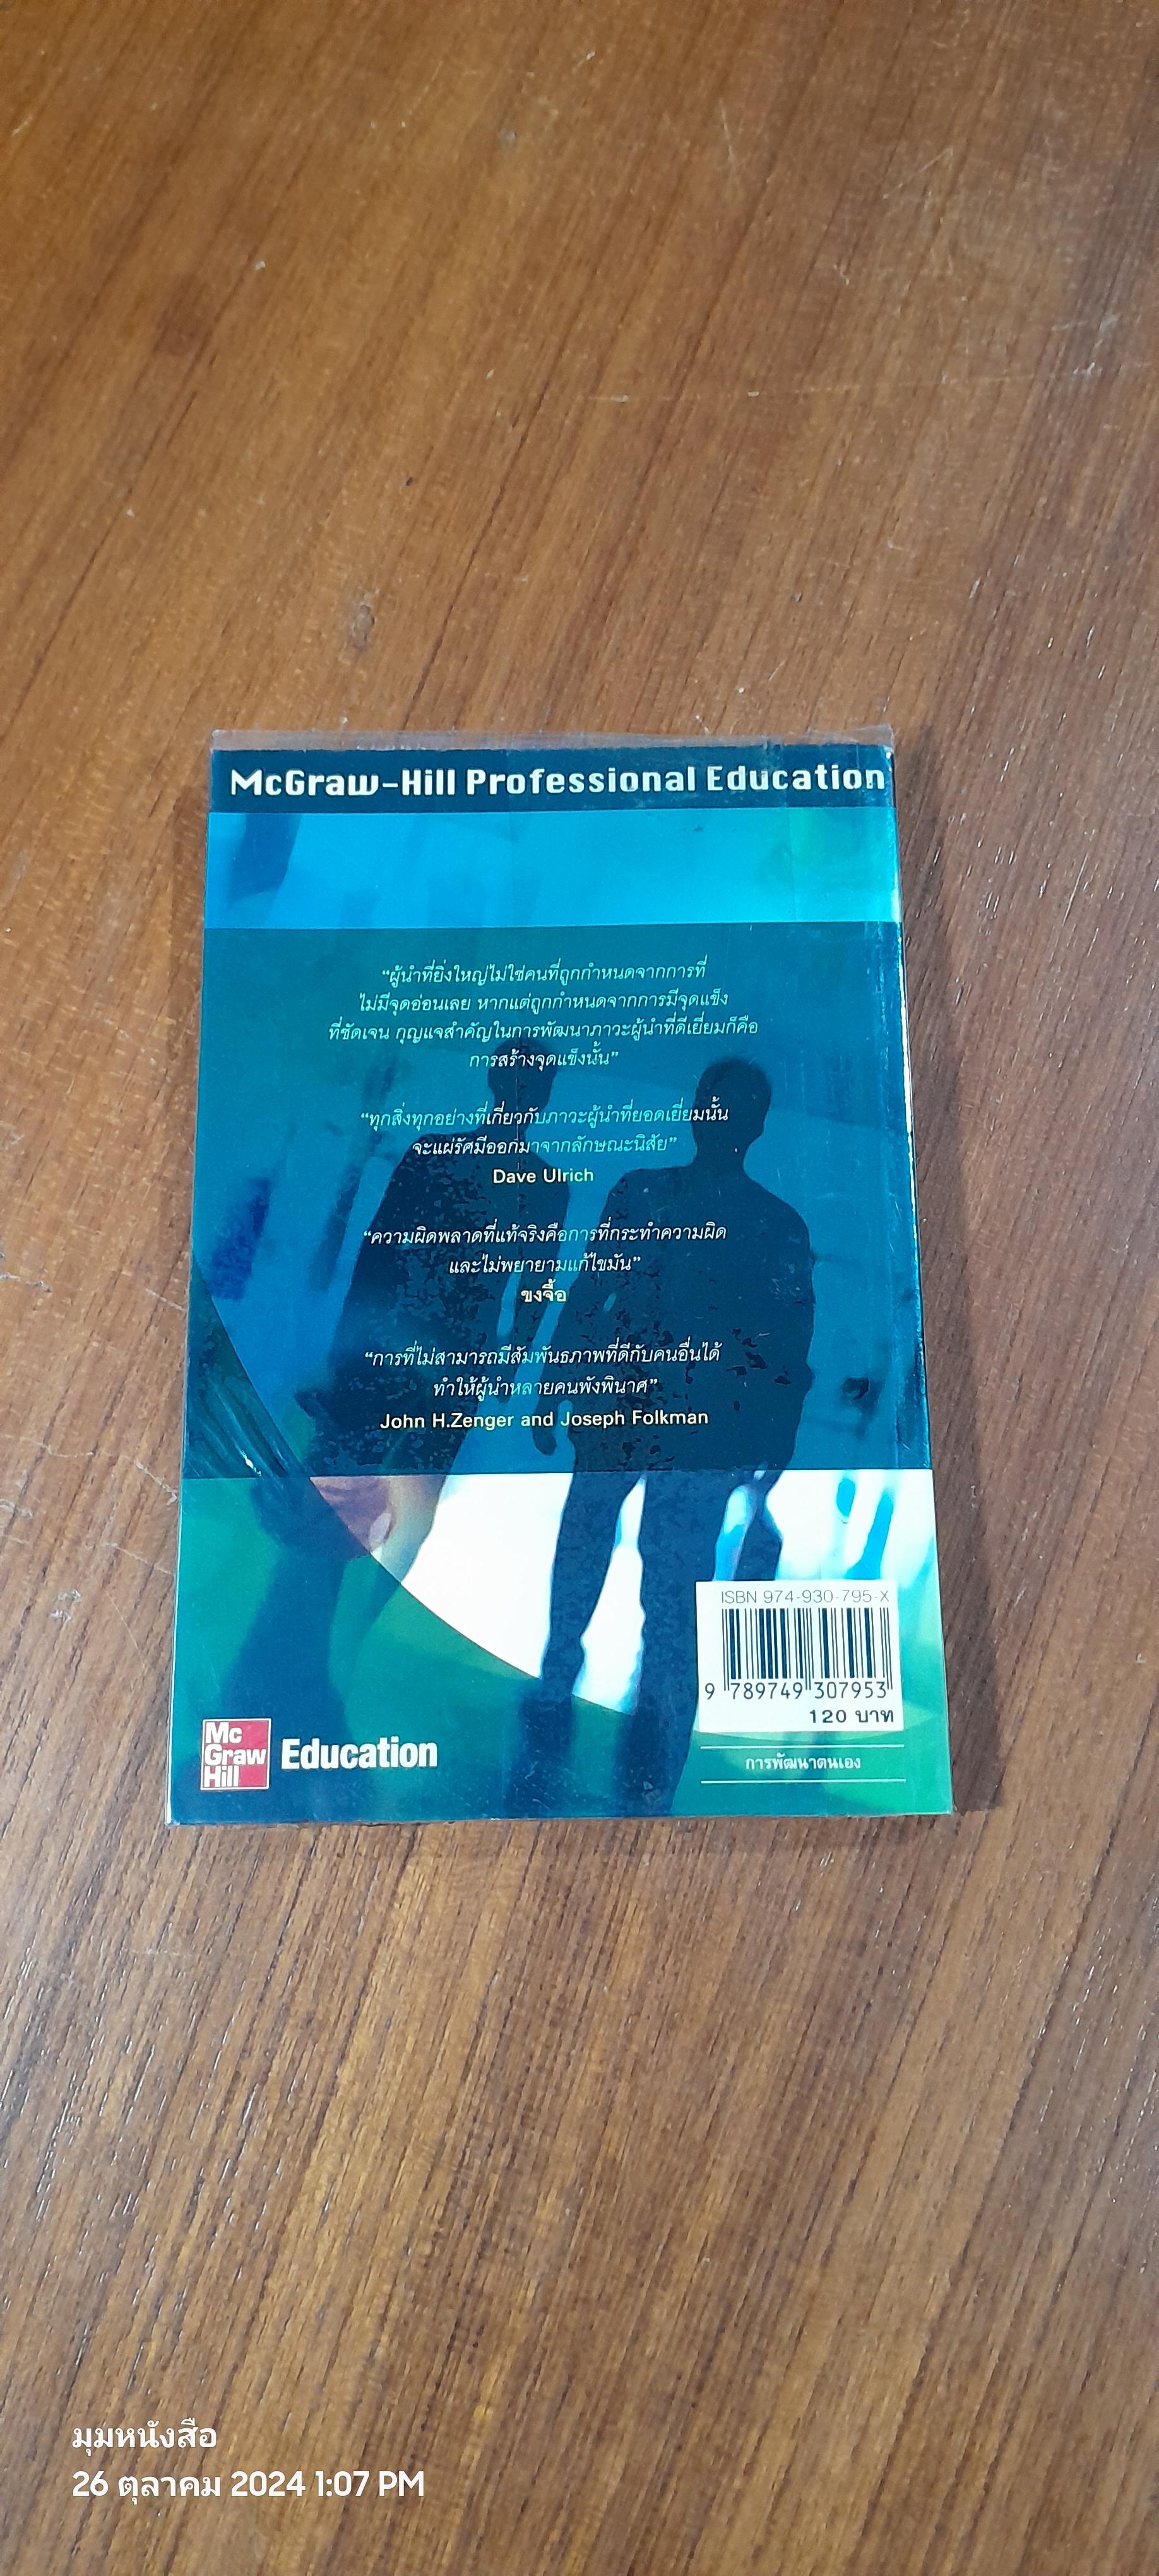 McGraw-Hill Professional Education
“ผู้นำที่ยิ่งใหญ่ไม่ใช่คนที่ถูกกำหนดจากการที่
ไม่มีจุดอ่อนเลย หากแต่ถูกกำหนดจากการมีจุดแข็ง
ที่ชัดเจน กุญแจสำคัญในการพัฒนาภาวะผู้นำที่ดีเยี่ยมก็คือ
การสร้างจุดแข็งนั้น”
“ทุกสิ่งทุกอย่างที่เกี่ยวกับภาวะผู้นำที่ยอดเยี่ยมนั้น
จะแผ่รัศมีออกมาจากลักษณะนิสัย”
Dave Ulrich
“ความผิดพลาดที่แท้จริงคือการที่กระทำความผิด
และไม่พยายามแก้ไขมัน”
ขงจื้อ
“การที่ไม่สามารถมีสัมพันธภาพที่ดีกับคนอื่นได้
ทำให้ผู้นำหลายคนพังพินาศ”
John H.Zenger and Joseph Folkman
ISBN 974-930-795-X
9 789749 307953
120 บาท
การพัฒนาตนเอง
Mc
Graw
Hill
Education
มุมหนังสือ
26 ตุลาคม 2024 1:07 PM